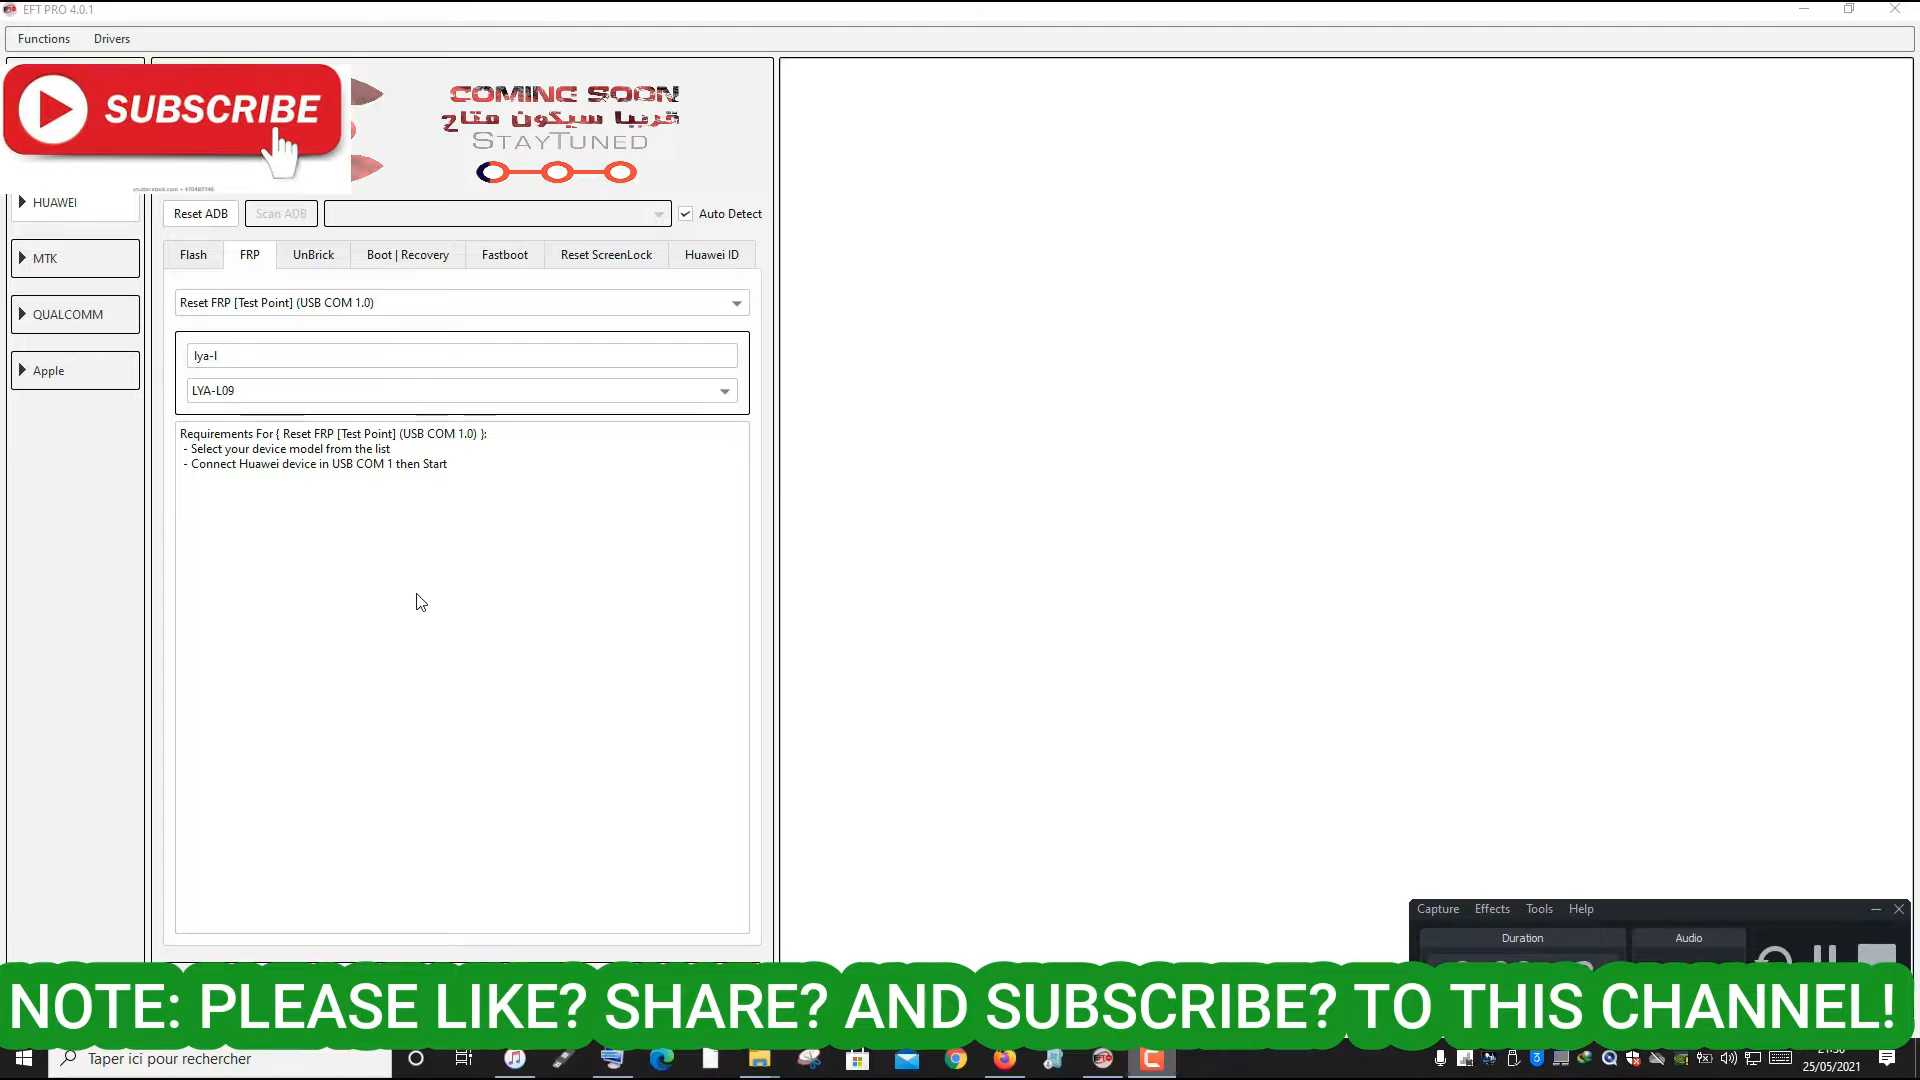 EFT PRO 4.0.1
Functions Drivers
SUBSCRIBE
COMING SOON
قريبا سيكون متاح
STAYTUNED
HUAWEI
Reset ADB Scan ADB Auto Detect
MTK
QUALCOMM
Apple
Flash FRP UnBrick Boot | Recovery Fastboot Reset ScreenLock Huawei ID
Reset FRP [Test Point] (USB COM 1.0)
lya-l
LYA-L09
Requirements For { Reset FRP [Test Point] (USB COM 1.0) }:
- Select your device model from the list
- Connect Huawei device in USB COM 1 then Start
Capture Effects Tools Help
Duration Audio
NOTE: PLEASE LIKE? SHARE? AND SUBSCRIBE? TO THIS CHANNEL!
Taper ici pour rechercher
25/05/2021